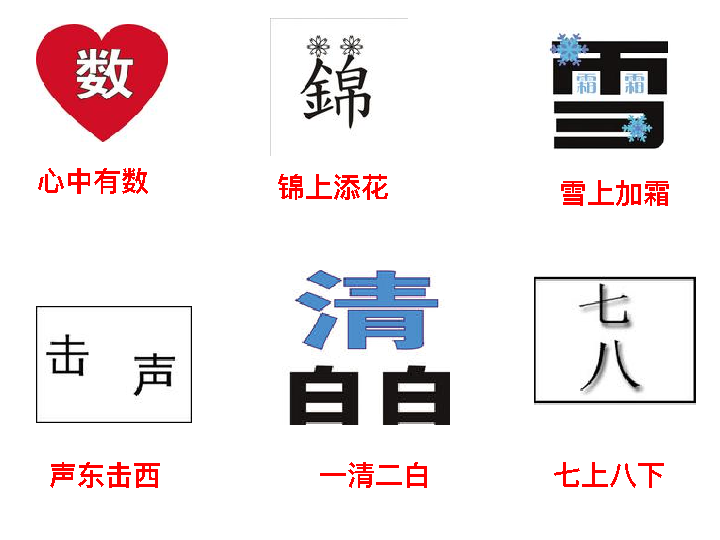 数
錦
雪
霜 霜
心中有数
锦上添花
雪上加霜
击
声
清
白白
七
八
声东击西
一清二白
七上八下